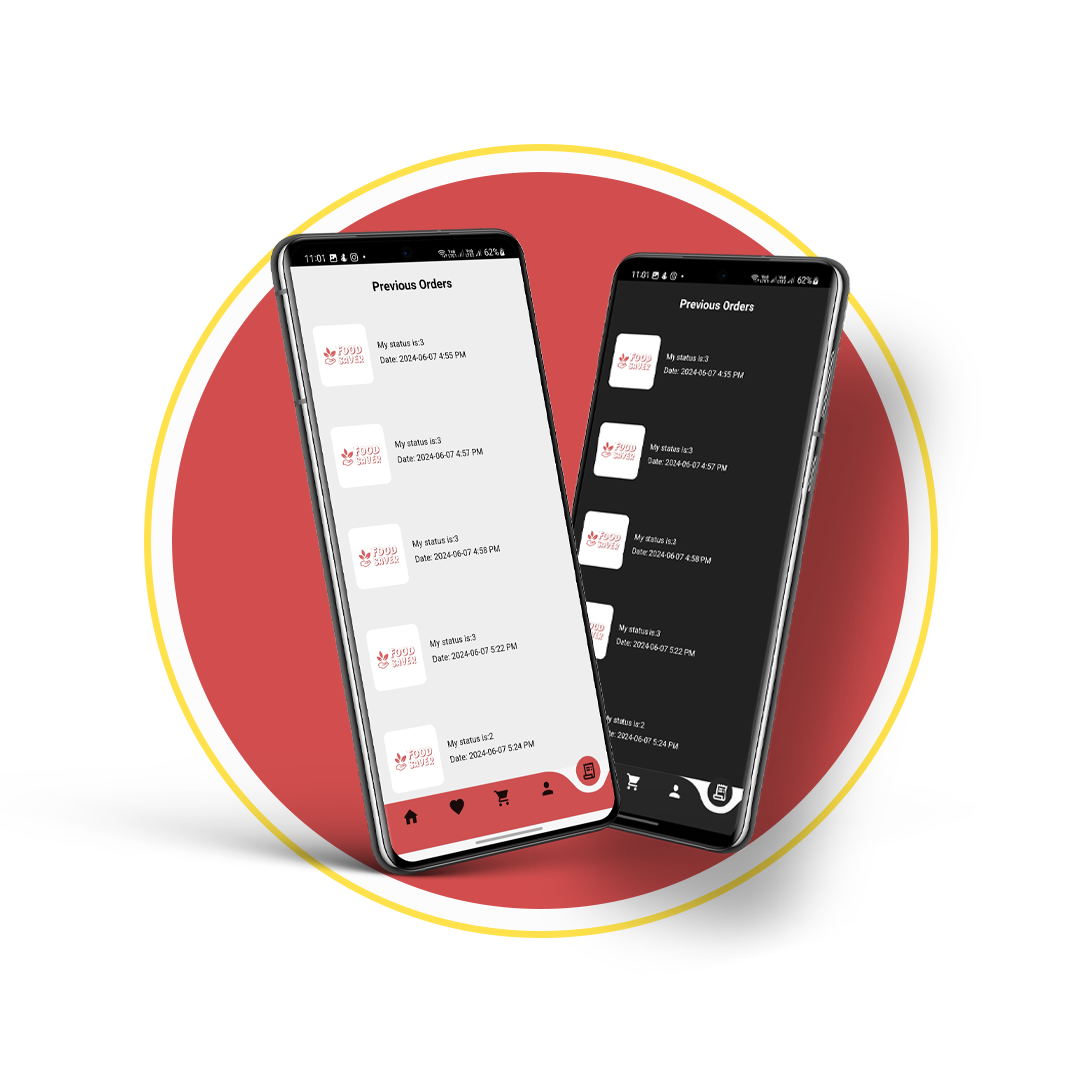 11:01
62%
Previous Orders
FOOD
SAVER
My status is:3
Date: 2024-06-07 4:55 PM
FOOD
SAVER
My status is:3
Date: 2024-06-07 4:57 PM
FOOD
SAVER
My status is:3
Date: 2024-06-07 4:58 PM
FOOD
SAVER
My status is:3
Date: 2024-06-07 5:22 PM
FOOD
SAVER
My status is:2
Date: 2024-06-07 5:24 PM
11:01
62%
Previous Orders
FOOD
SAVER
My status is:3
Date: 2024-06-07 4:55 PM
FOOD
SAVER
My status is:3
Date: 2024-06-07 4:57 PM
FOOD
SAVER
My status is:3
Date: 2024-06-07 4:58 PM
My status is:3
Date: 2024-06-07 5:22 PM
My status is:2
2024-06-07 5:24 PM